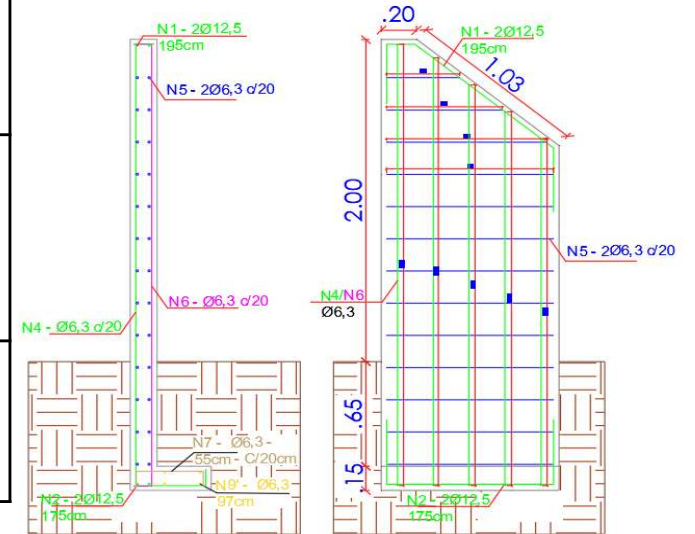 N1 - 2Ø12,5
195cm
N5 - 2Ø6,3 c/20
N6 - Ø6,3 c/20
N4 - Ø6,3 c/20
N7 - Ø6,3 -
55cm - C/20cm
N9' - Ø6,3
97cm
N2 - 2Ø12,5
175cm
.20
N1 - 2Ø12,5
195cm
1.03
2.00
N5 - 2Ø6,3 c/20
N4/N6
Ø6,3
.65
.15
N2 - 2Ø12,5
175cm